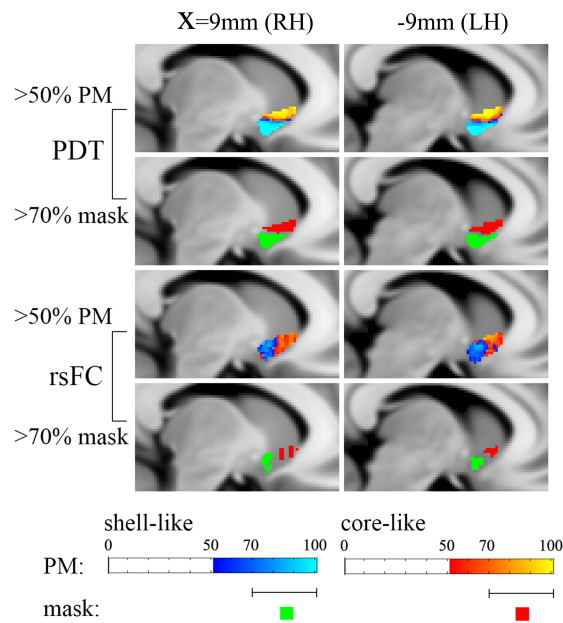 X=9mm (RH) -9mm (LH)
>50% PM
PDT
>70% mask
>50% PM
rsFC
>70% mask
shell-like core-like
0 50 70 100 0 50 70 100
PM:
mask: